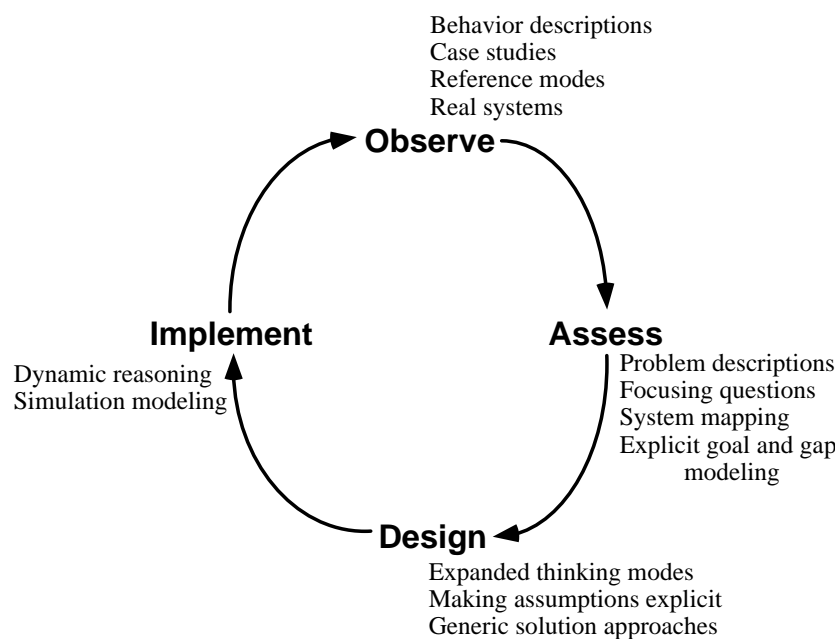 Behavior descriptions
Case studies
Reference modes
Real systems
Observe
Implement
Assess
Dynamic reasoning
Simulation modeling
Problem descriptions
Focusing questions
System mapping
Explicit goal and gap
modeling
Design
Expanded thinking modes
Making assumptions explicit
Generic solution approaches